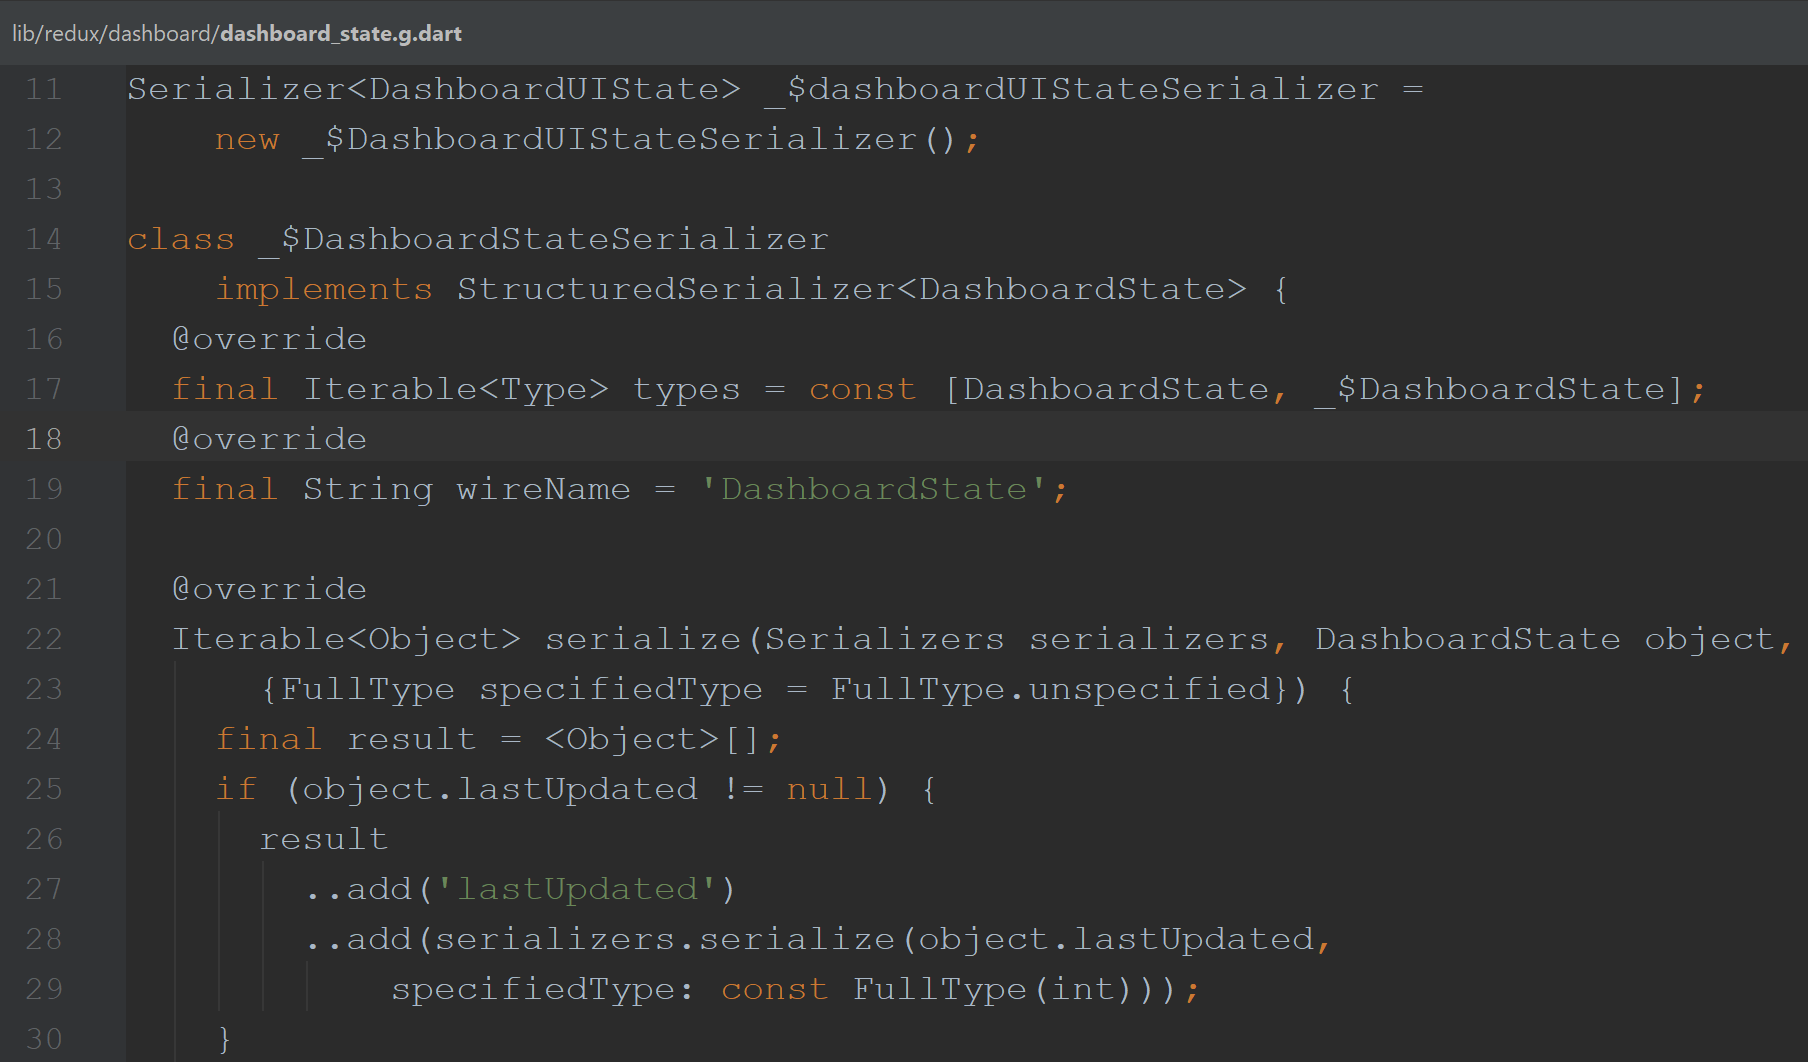 lib/redux/dashboard/dashboard_state.g.dart
11 Serializer<DashboardUIState> _$dashboardUIStateSerializer =
12     new _$DashboardUIStateSerializer();
13
14 class _$DashboardStateSerializer
15     implements StructuredSerializer<DashboardState> {
16   @override
17   final Iterable<Type> types = const [DashboardState, _$DashboardState];
18   @override
19   final String wireName = 'DashboardState';
20
21   @override
22   Iterable<Object> serialize(Serializers serializers, DashboardState object,
23       {FullType specifiedType = FullType.unspecified}) {
24     final result = <Object>[];
25     if (object.lastUpdated != null) {
26       result
27         ..add('lastUpdated')
28         ..add(serializers.serialize(object.lastUpdated,
29             specifiedType: const FullType(int)));
30     }